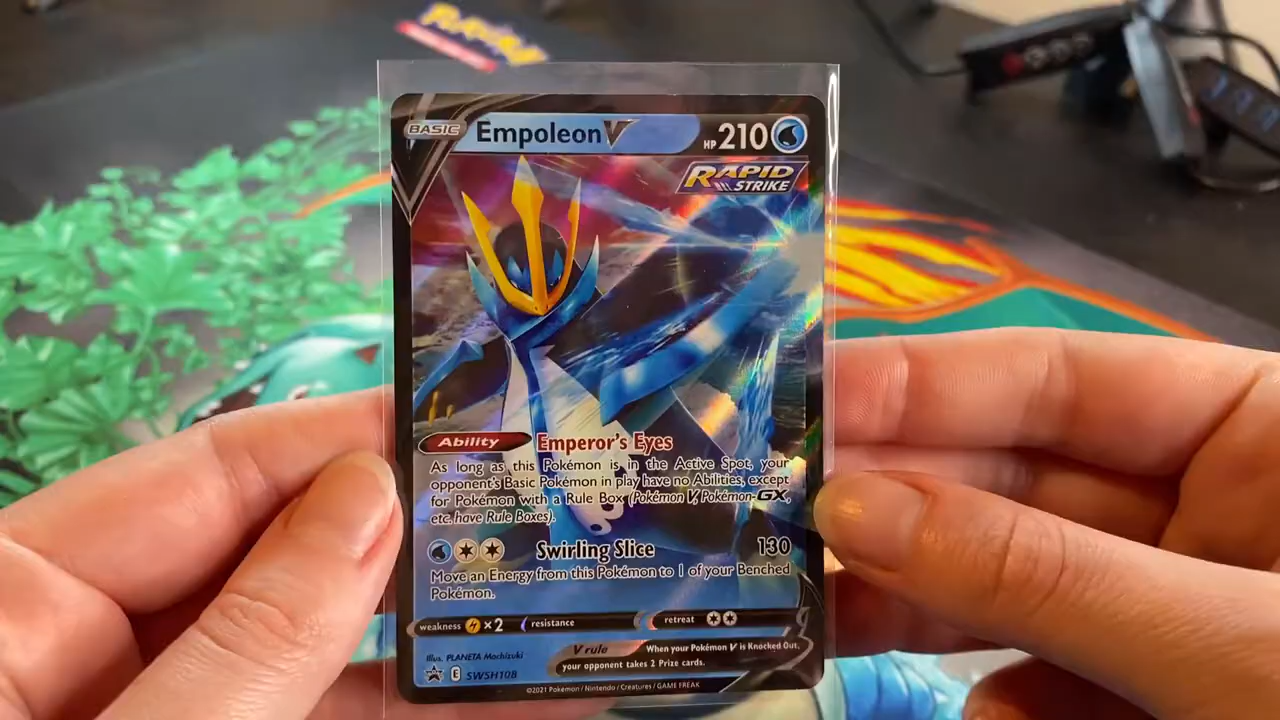 Pokémon
BASIC
Empoleon V
HP 210
RAPID
STRIKE
Ability
Emperor's Eyes
As long as this Pokémon is in the Active Spot, your
opponent's Basic Pokémon in play have no Abilities, except
for Pokémon with a Rule Box (Pokémon V, Pokémon-GX,
etc. have Rule Boxes).
Swirling Slice 130
Move an Energy from this Pokémon to 1 of your Benched
Pokémon.
weakness ×2 resistance retreat
V rule When your Pokémon V is Knocked Out,
your opponent takes 2 Prize cards.
Illus. PLANETA Mochizuki
E SWSH108
©2021 Pokémon / Nintendo / Creatures / GAME FREAK